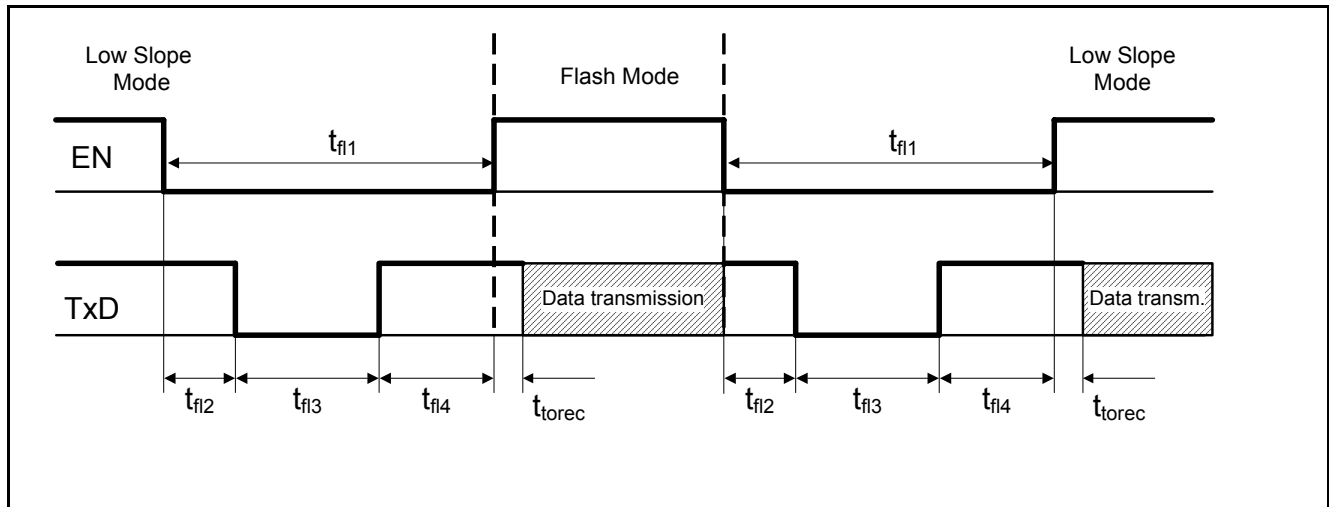 Low Slope
Mode
Flash Mode
Low Slope
Mode
EN
tfl1
tfl1
TxD
Data transmission
Data transm.
tfl2
tfl3
tfl4
ttorec
tfl2
tfl3
tfl4
ttorec